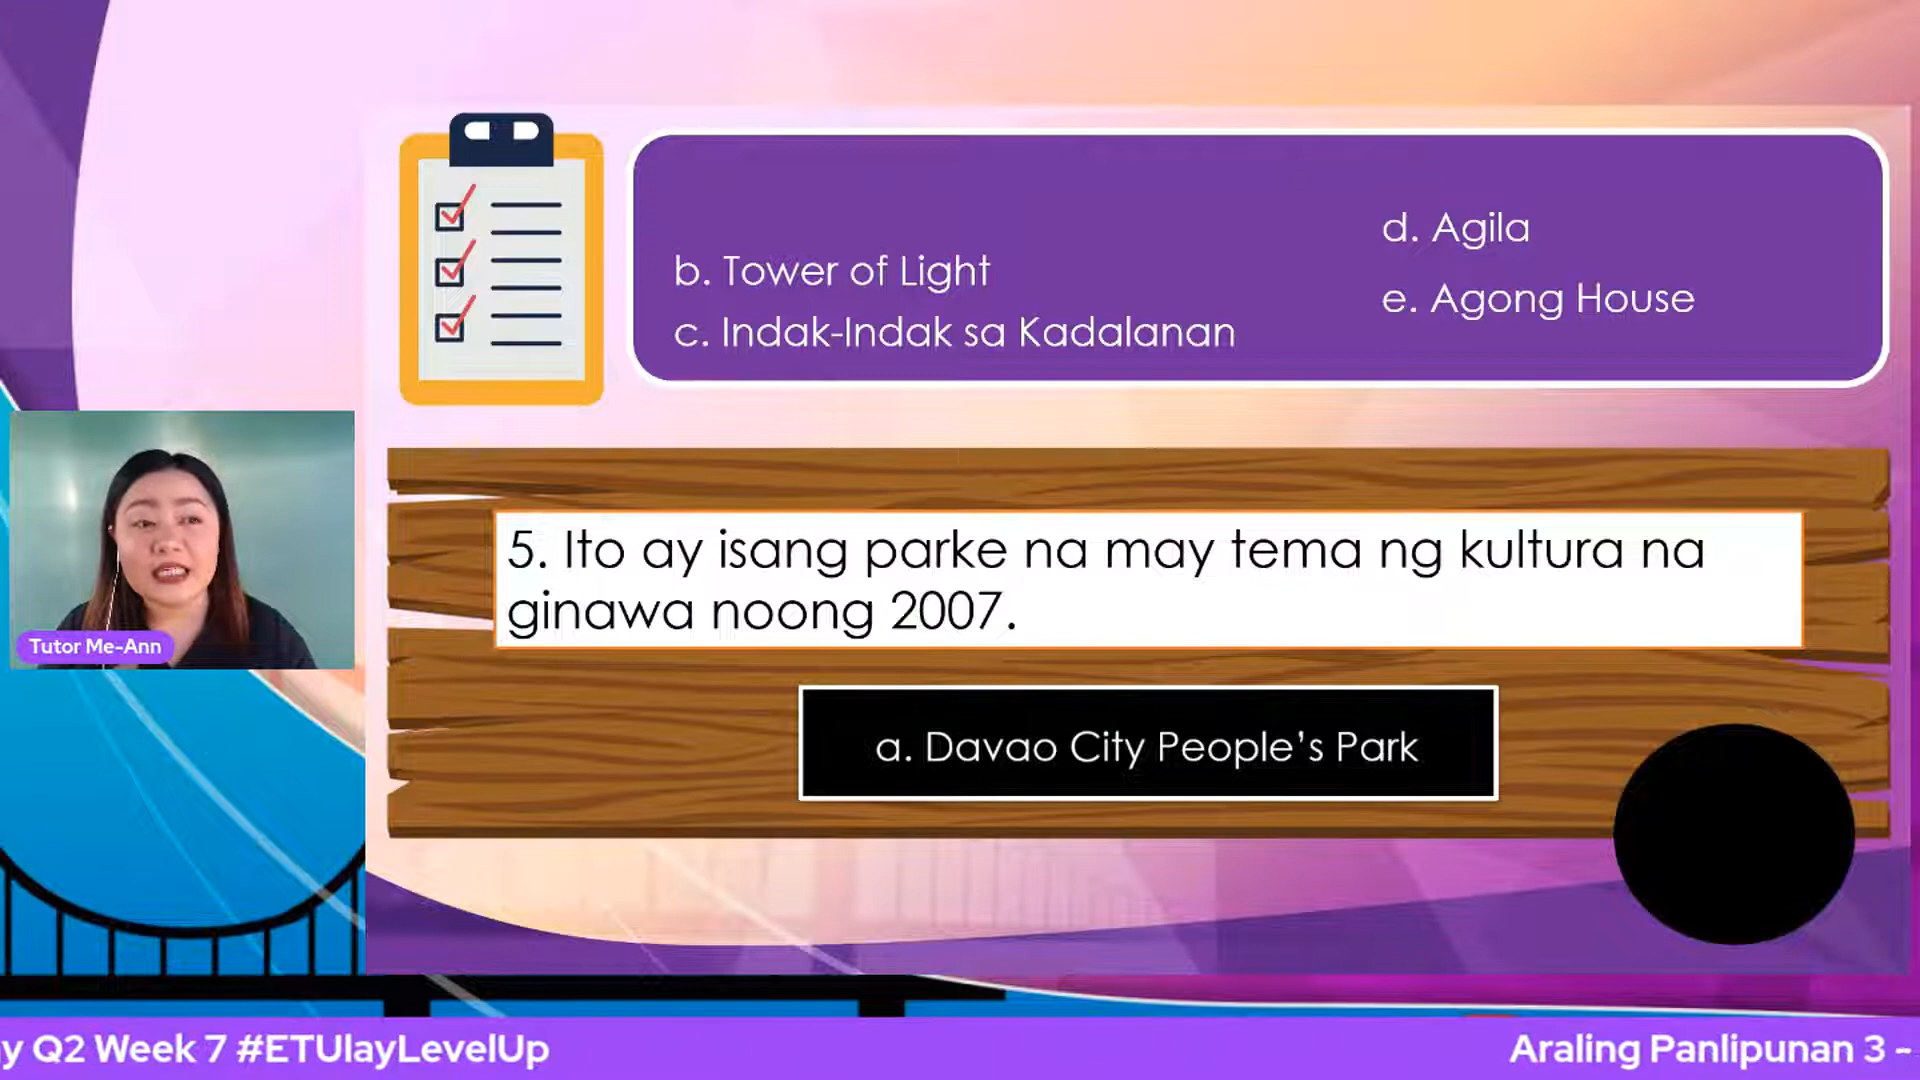 d. Agila
b. Tower of Light
e. Agong House
c. Indak-Indak sa Kadalanan
5. Ito ay isang parke na may tema ng kultura na
ginawa noong 2007.
a. Davao City People's Park
Tutor Me-Ann
y Q2 Week 7 #ETUlayLevelUp
Araling Panlipunan 3 -